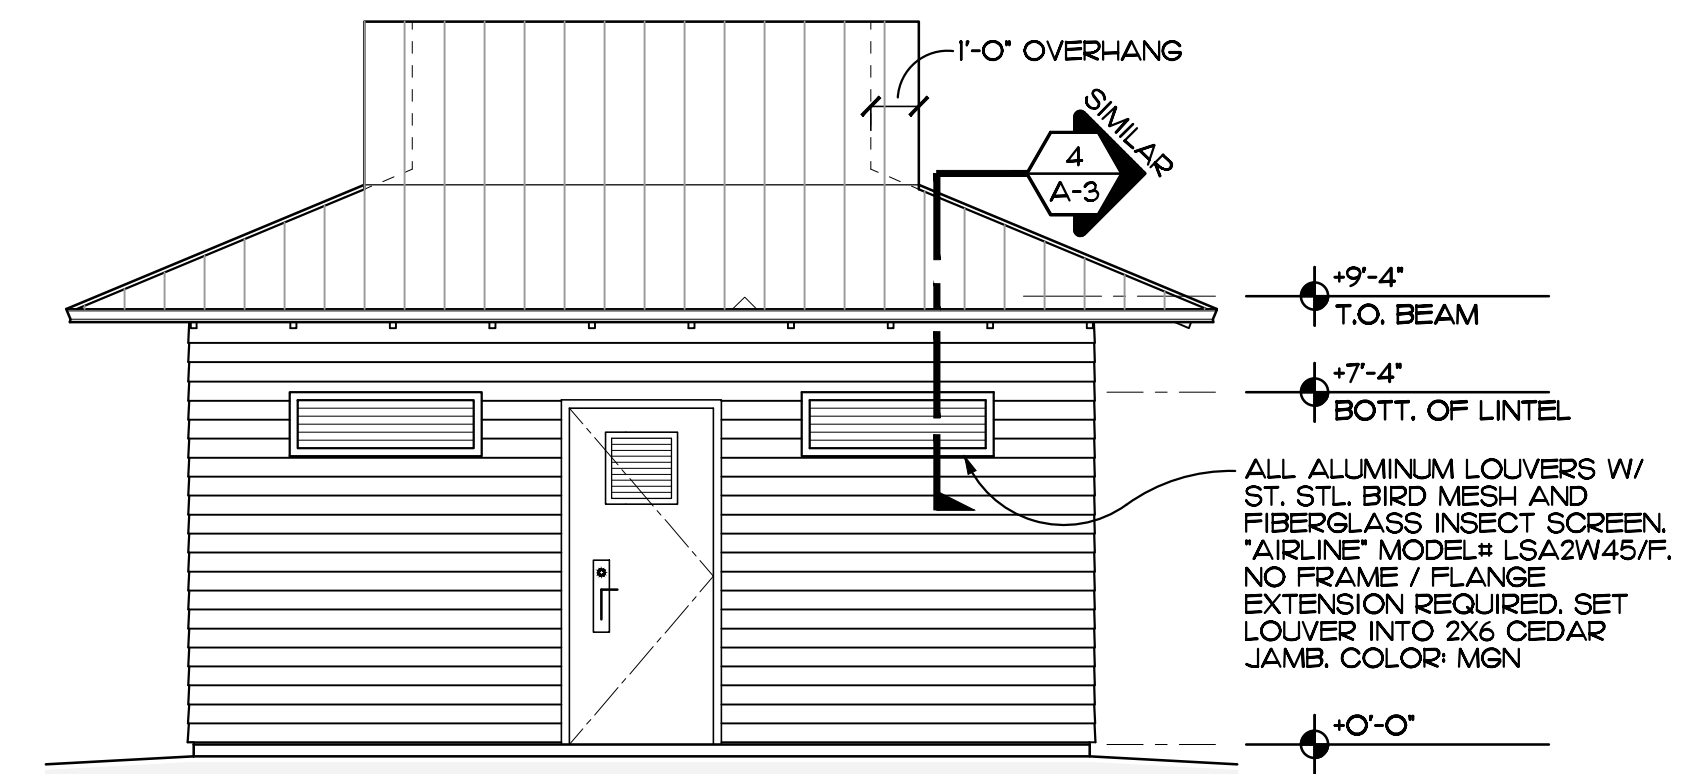 1'-0" OVERHANG
SIMILAR
4
A-3
+9'-4"
T.O. BEAM
+7'-4"
BOTT. OF LINTEL
ALL ALUMINUM LOUVERS W/
ST. STL. BIRD MESH AND
FIBERGLASS INSECT SCREEN.
"AIRLINE" MODEL# LSA2W45/F.
NO FRAME / FLANGE
EXTENSION REQUIRED. SET
LOUVER INTO 2X6 CEDAR
JAMB. COLOR: MGN
+0'-0"